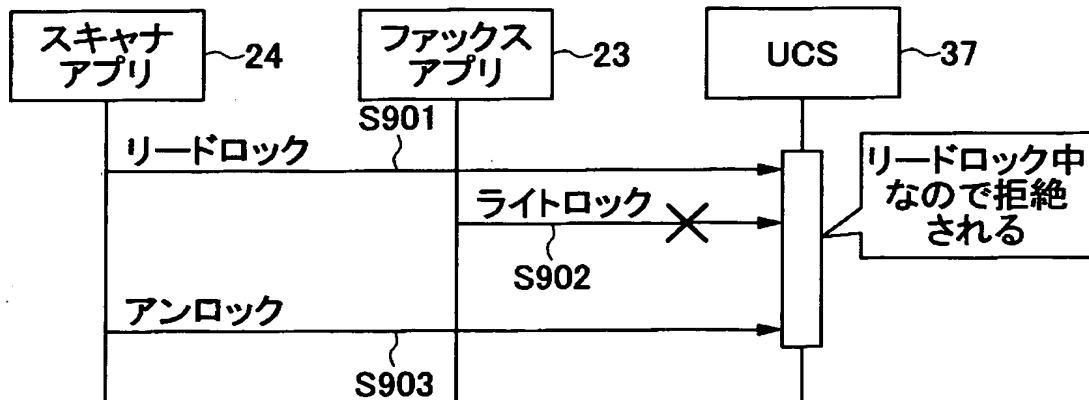 スキャナ
アプリ
24
ファックス
アプリ
23
UCS
37
S901
リードロック
リードロック中
なので拒絶
される
ライトロック
S902
アンロック
S903